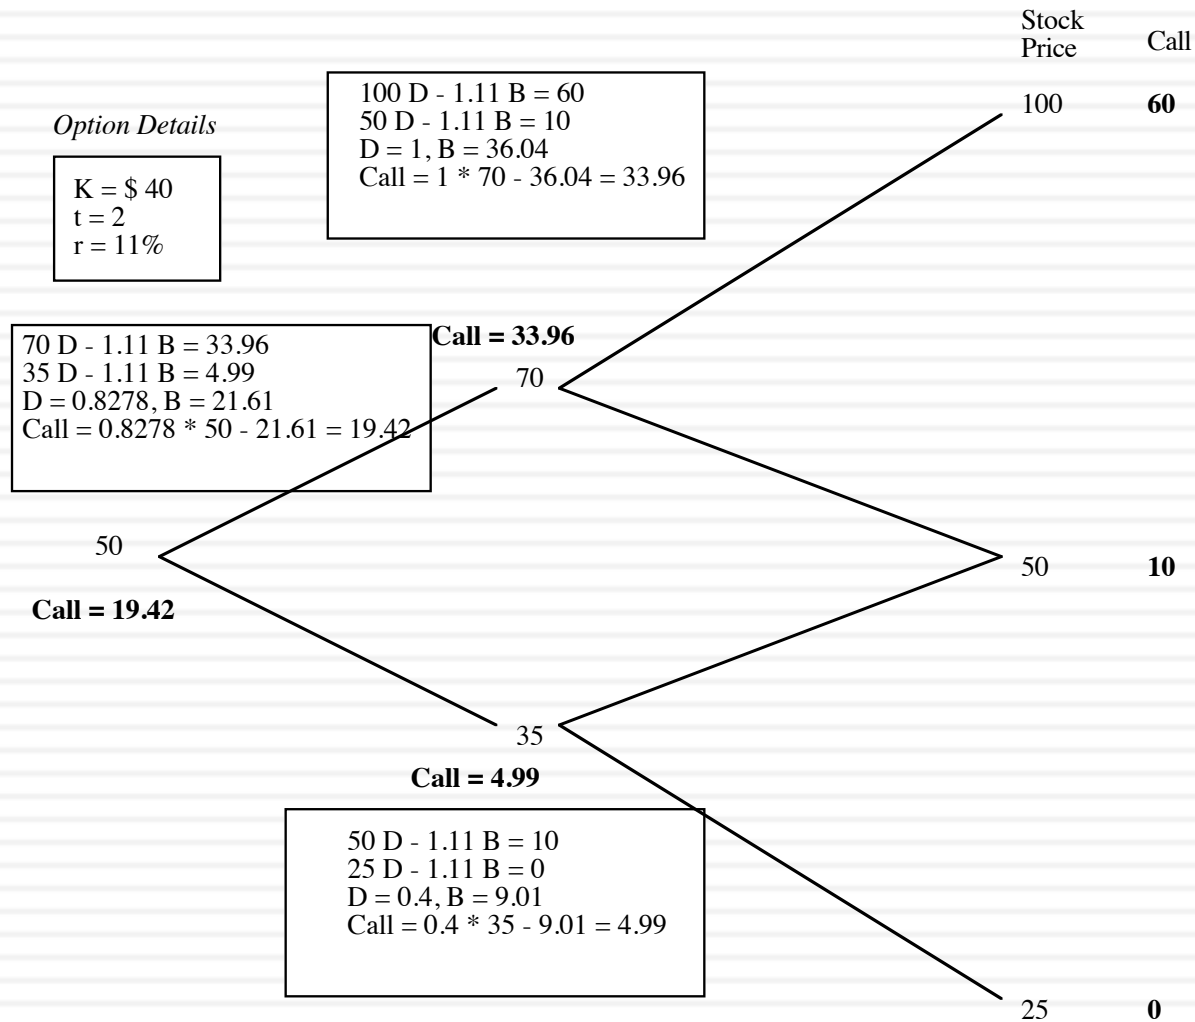 Stock
Price
Call
100 D - 1.11 B = 60
50 D - 1.11 B = 10
D = 1, B = 36.04
Call = 1 * 70 - 36.04 = 33.96
100
60
Option Details
K = $ 40
t = 2
r = 11%
Call = 33.96
70 D - 1.11 B = 33.96
35 D - 1.11 B = 4.99
D = 0.8278, B = 21.61
Call = 0.8278 * 50 - 21.61 = 19.42
70
50
50
10
Call = 19.42
35
Call = 4.99
50 D - 1.11 B = 10
25 D - 1.11 B = 0
D = 0.4, B = 9.01
Call = 0.4 * 35 - 9.01 = 4.99
25
0